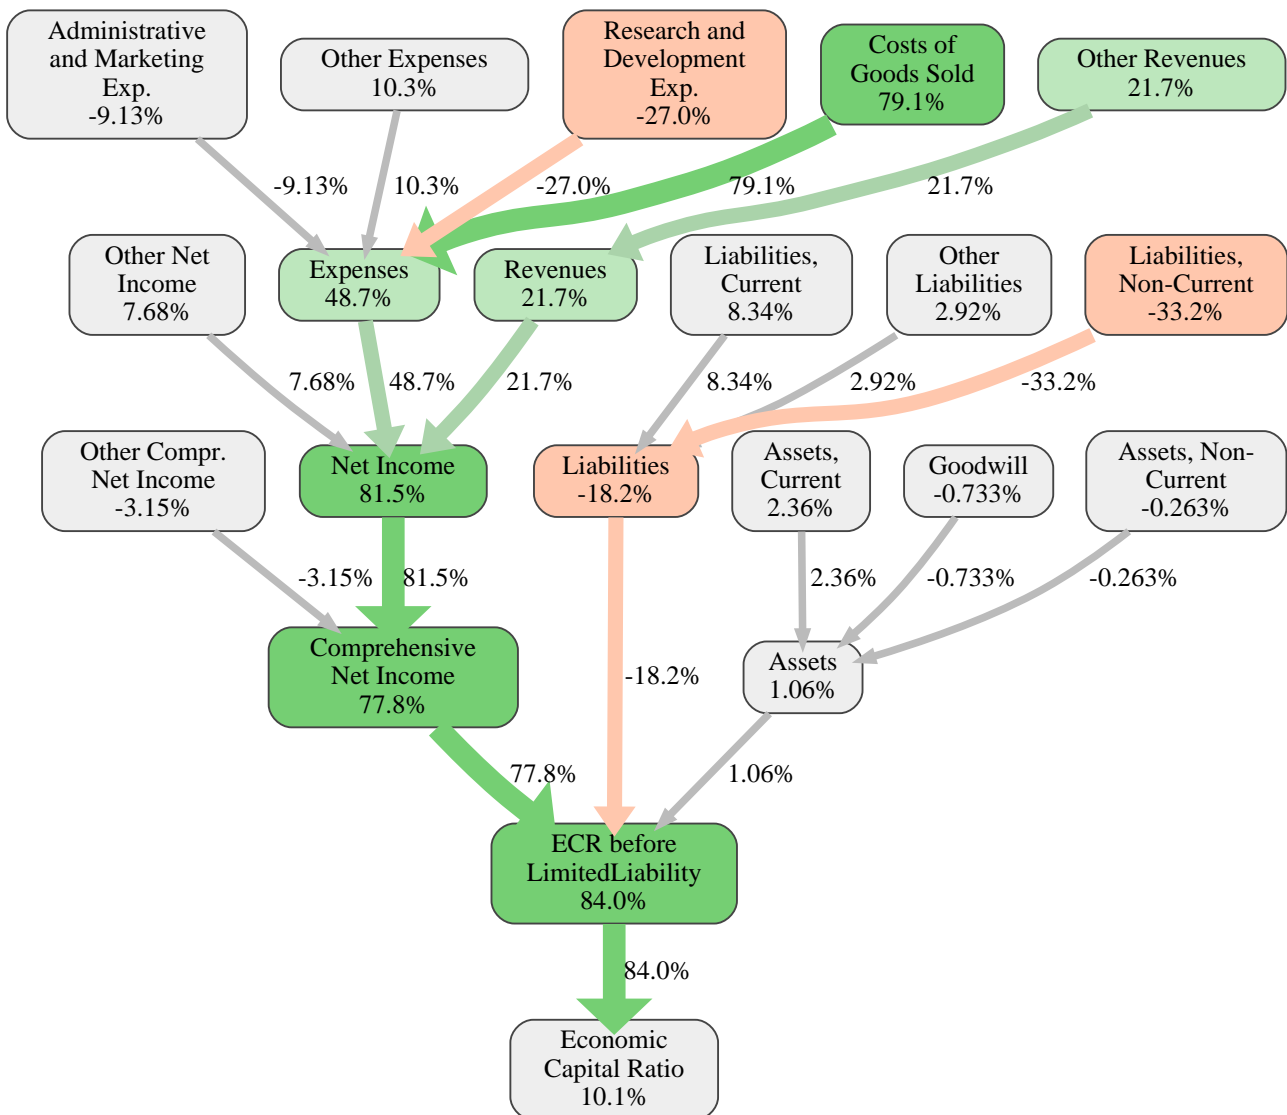 Administrative
and Marketing
Exp.
-9.13%
Other Expenses
10.3%
Research and
Development
Exp.
-27.0%
Costs of
Goods Sold
79.1%
Other Revenues
21.7%
-9.13%
10.3%
-27.0%
79.1%
21.7%
Other Net
Income
7.68%
Expenses
48.7%
Revenues
21.7%
Liabilities,
Current
8.34%
Other
Liabilities
2.92%
Liabilities,
Non-Current
-33.2%
7.68%
48.7%
21.7%
8.34%
2.92%
-33.2%
Other Compr.
Net Income
-3.15%
Net Income
81.5%
Liabilities
-18.2%
Assets,
Current
2.36%
Goodwill
-0.733%
Assets, Non-
Current
-0.263%
-3.15%
81.5%
2.36%
-0.733%
-0.263%
Comprehensive
Net Income
77.8%
-18.2%
Assets
1.06%
77.8%
1.06%
ECR before
LimitedLiability
84.0%
84.0%
Economic
Capital Ratio
10.1%